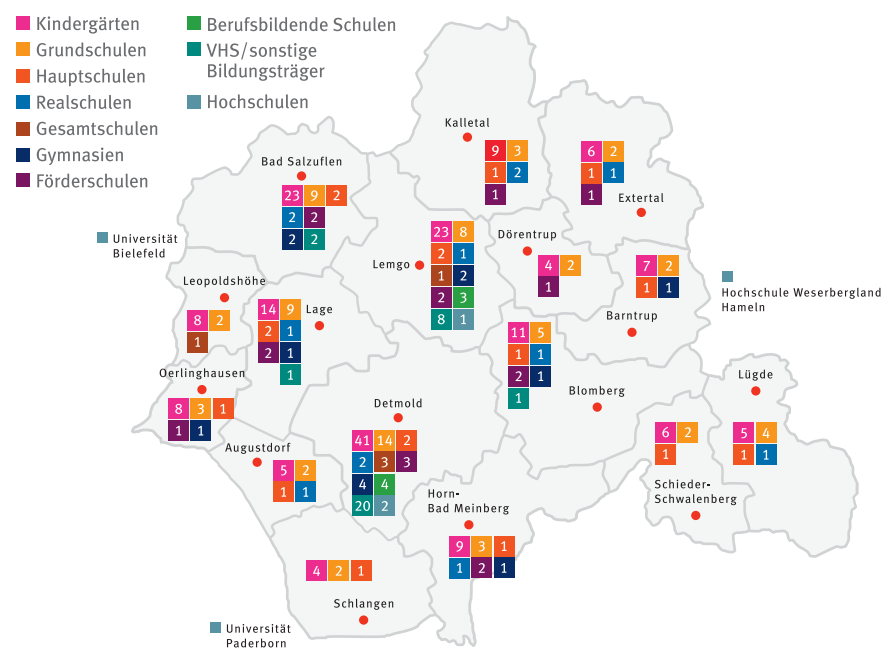 Kindergärten
Grundschulen
Hauptschulen
Realschulen
Gesamtschulen
Gymnasien
Förderschulen
Berufsbildende Schulen
VHS/sonstige
Bildungsträger
Hochschulen
Kalletal
9 3
1 2
1
6 2
1 1
1
Extertal
Bad Salzuflen
23 9 2
2 2
2 2
Universität
Bielefeld
Lemgo
23 8
2 1
1 2
2 3
8 1
Dörentrup
4 2
1
7 2
1 1
Barntrup
Hochschule Weserbergland
Hameln
Leopoldshöhe
8 2
1
Lage
14 9
2 1
2 1
1
Oerlinghausen
8 3 1
1 1
11 5
1 1
2 1
1
Blomberg
Lügde
5 4
1 1
Detmold
41 14 2
2 3 3
4 4
20 2
Augustdorf
5 2
1 1
6 2
1
Schieder-
Schwalenberg
Horn-
Bad Meinberg
9 3 1
1 2 1
4 2 1
Schlangen
Universität
Paderborn